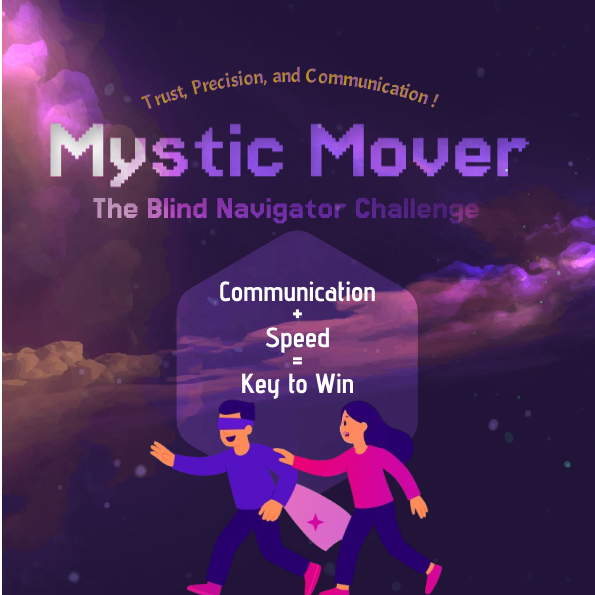 Trust, Precision, and Communication !
Mystic Mover
The Blind Navigator Challenge
Communication
+
Speed
=
Key to Win